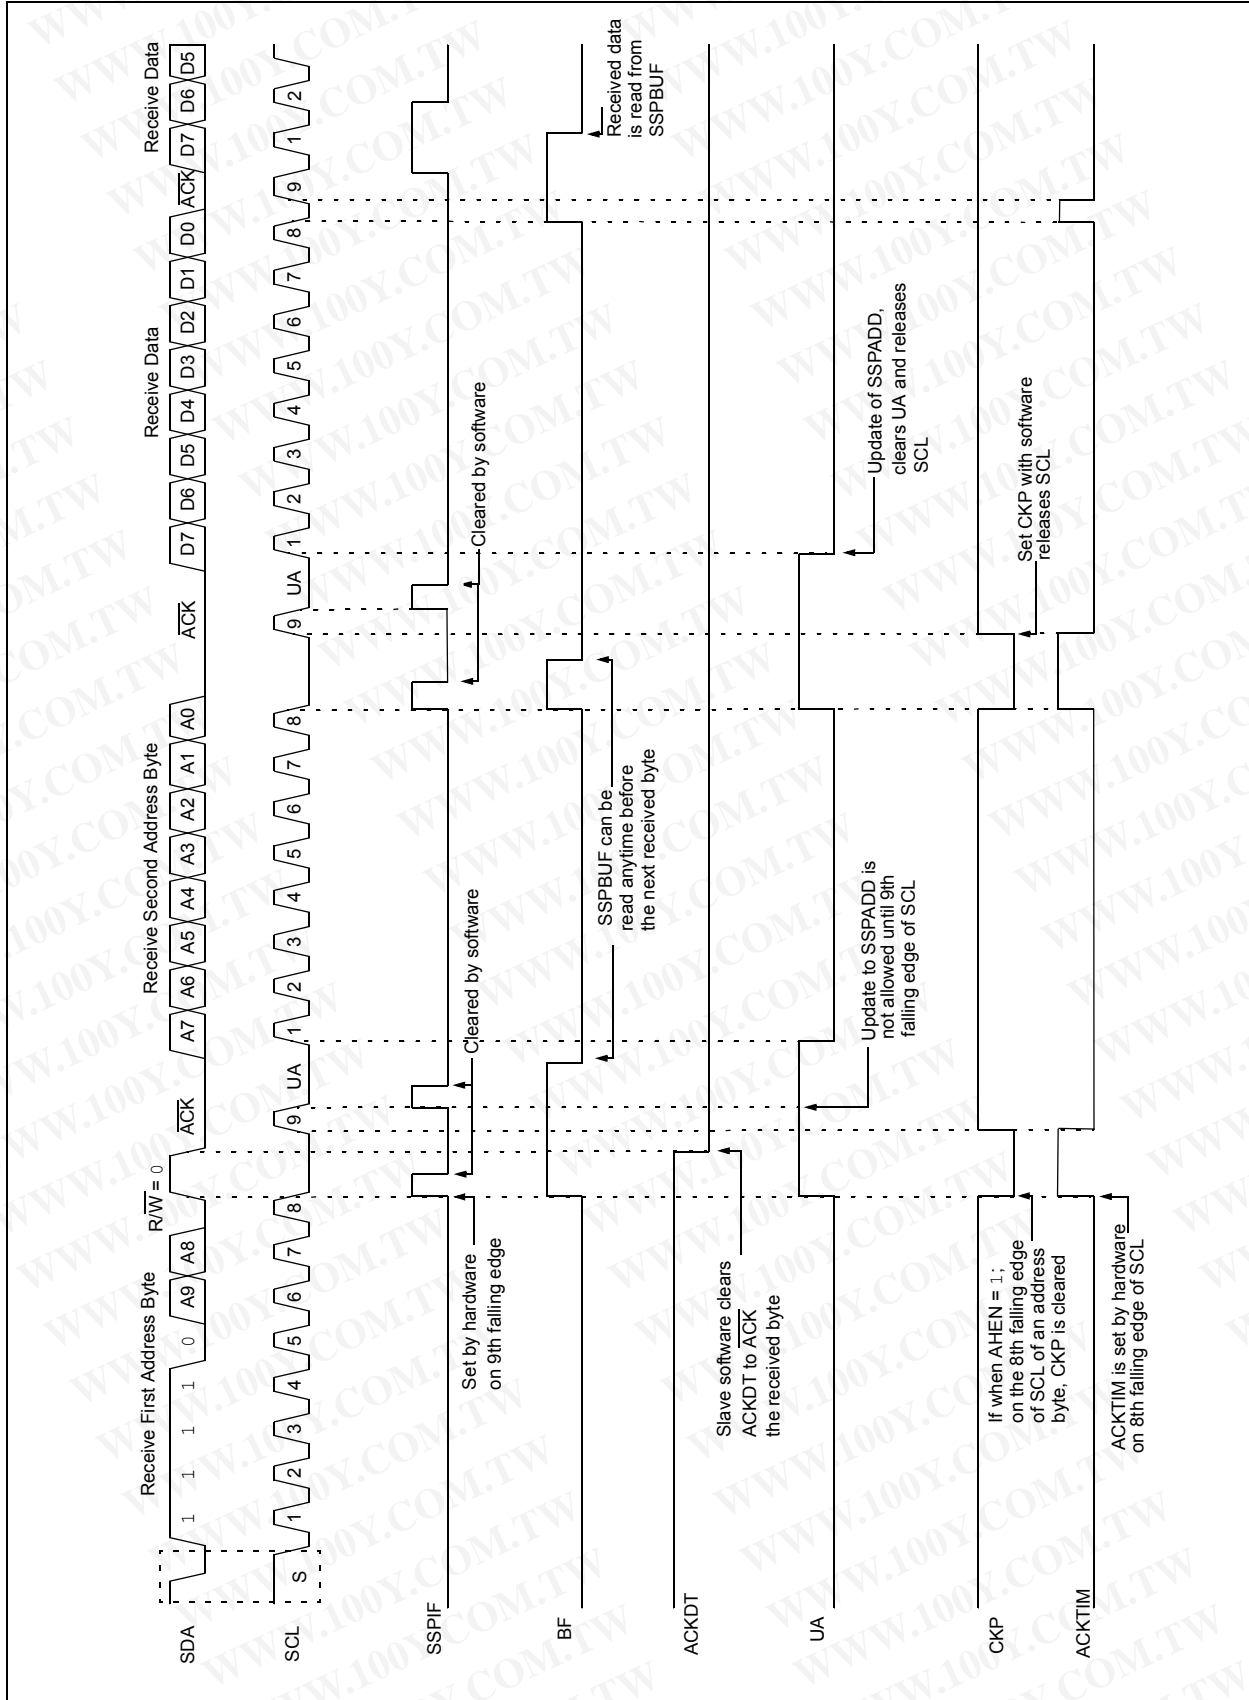 Receive First Address Byte
R/W = 0
Receive Second Address Byte
Receive Data
Receive Data
SDA
1 1 1 1 0 A9 A8 ACK A7 A6 A5 A4 A3 A2 A1 A0 ACK D7 D6 D5 D4 D3 D2 D1 D0 ACK D7 D6 D5
SCL
S 1 2 3 4 5 6 7 8 9 UA 1 2 3 4 5 6 7 8 9 UA 1 2 3 4 5 6 7 8 9 1 2
SSPIF
Set by hardware
on 9th falling edge
Cleared by software
Cleared by software
BF
SSPBUF can be
read anytime before
the next received byte
Received data
is read from
SSPBUF
ACKDT
Slave software clears
ACKDT to ACK
the received byte
UA
Update to SSPADD is
not allowed until 9th
falling edge of SCL
Update of SSPADD,
clears UA and releases
SCL
CKP
If when AHEN = 1;
on the 8th falling edge
of SCL of an address
byte, CKP is cleared
Set CKP with software
releases SCL
ACKTIM
ACKTIM is set by hardware
on 8th falling edge of SCL
WWW.100Y.COM.TW